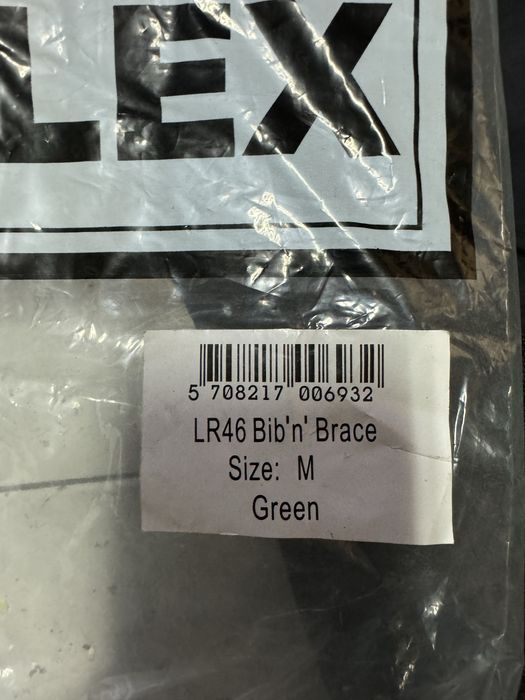 LEX
5 708217 006932
LR46 Bib'n' Brace
Size: M
Green